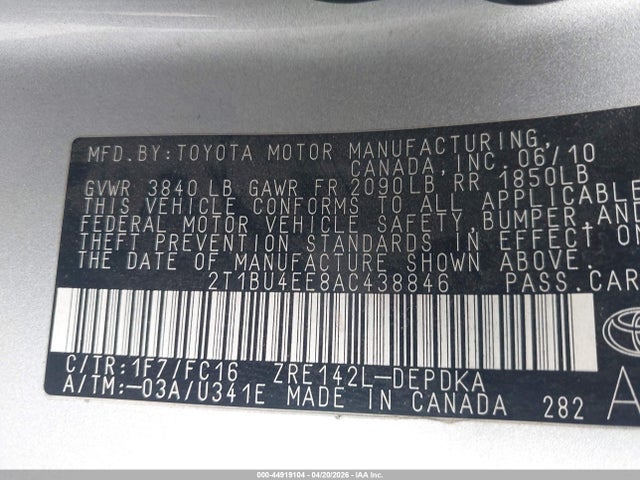 MFD.BY:TOYOTA MOTOR MANUFACTURING,
CANADA,INC. 06/10
GVWR 3840 LB GAWR FR 2090LB RR 1850LB
THIS VEHICLE CONFORMS TO ALL APPLICABLE
FEDERAL MOTOR VEHICLE SAFETY,BUMPER,AND
THEFT PREVENTION STANDARDS IN EFFECT ON
THE DATE OF MANUFACTURE SHOWN ABOVE.
2T1BU4EE8AC438846 PASS.CAR
C/TR:1F7/FC16 ZRE142L-DEPDKA
A/TM:-03A/U341E MADE IN CANADA 282
000-44919104 - 04/20/2026 - IAAI.COM